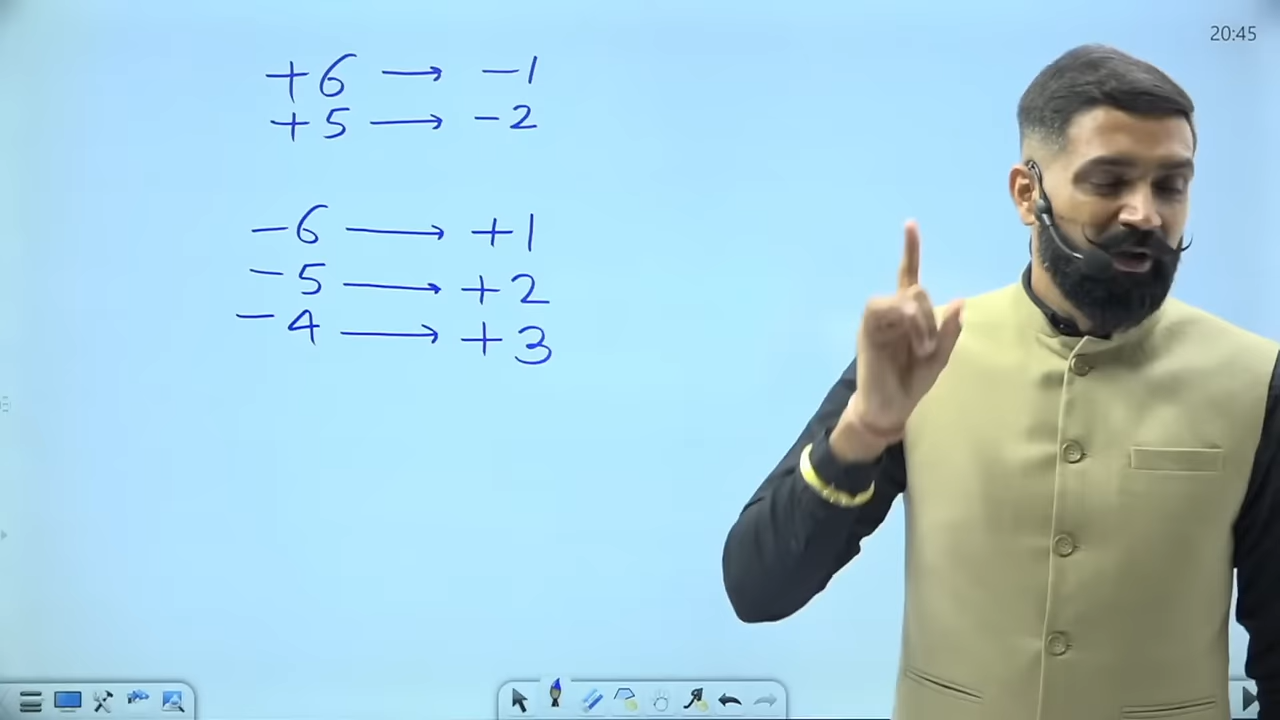 20:45
+6 → -1
+5 → -2
-6 → +1
-5 → +2
-4 → +3